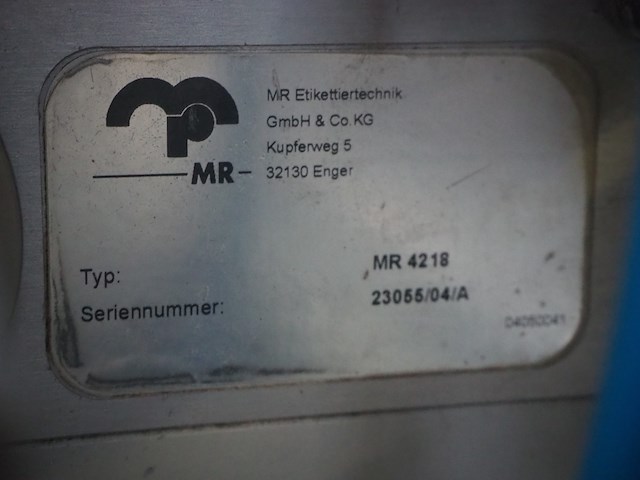 MR Etikettiertechnik
GmbH & Co.KG
Kupferweg 5
32130 Enger
MR
Typ: MR 4218
Seriennummer: 23055/04/A
04050041